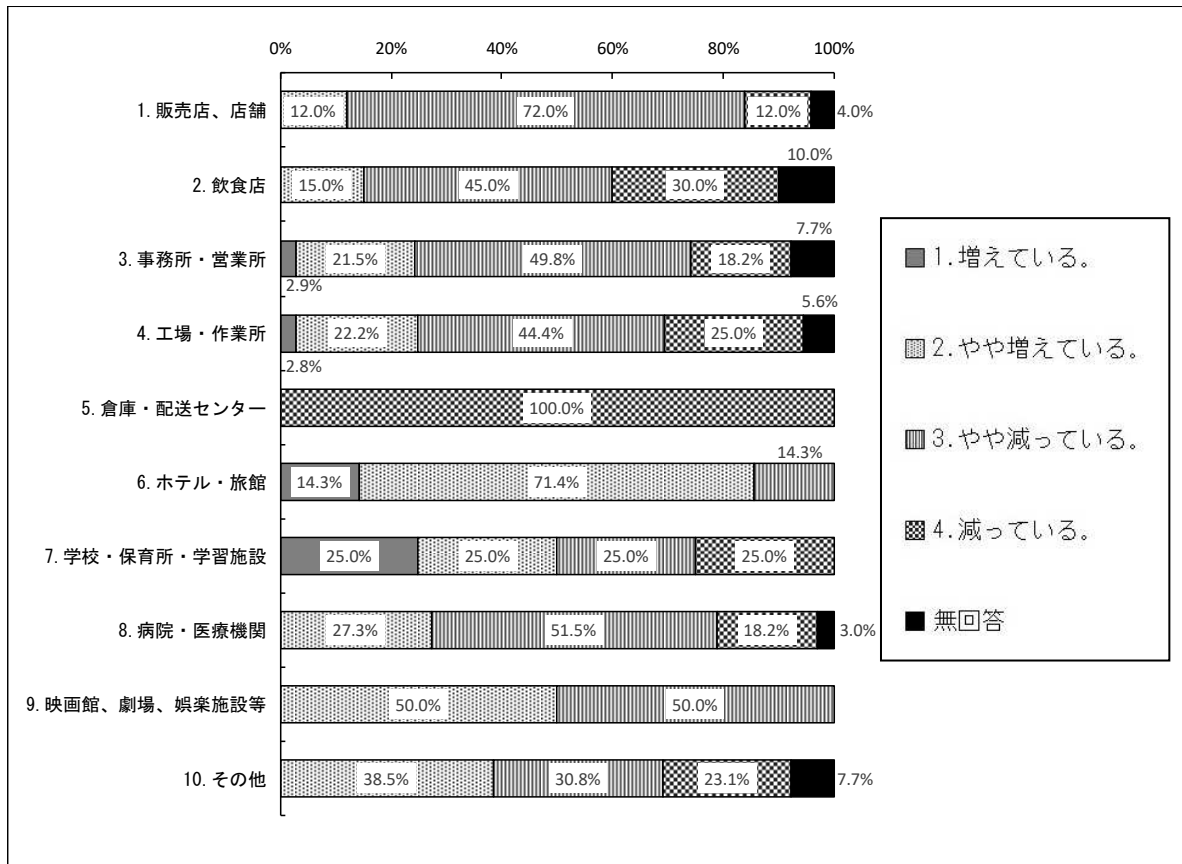 0% 20% 40% 60% 80% 100%
1. 販売店、店舗 12.0% 72.0% 12.0% 4.0%
10.0%
2. 飲食店 15.0% 45.0% 30.0%
7.7%
3. 事務所・営業所 21.5% 49.8% 18.2%
2.9%
5.6%
4. 工場・作業所 22.2% 44.4% 25.0%
2.8%
5. 倉庫・配送センター 100.0%
14.3%
6. ホテル・旅館 14.3% 71.4%
7. 学校・保育所・学習施設 25.0% 25.0% 25.0% 25.0%
8. 病院・医療機関 27.3% 51.5% 18.2% 3.0%
9. 映画館、劇場、娯楽施設等 50.0% 50.0%
10. その他 38.5% 30.8% 23.1% 7.7%
1.増えている。
2.やや増えている。
3.やや減っている。
4.減っている。
無回答